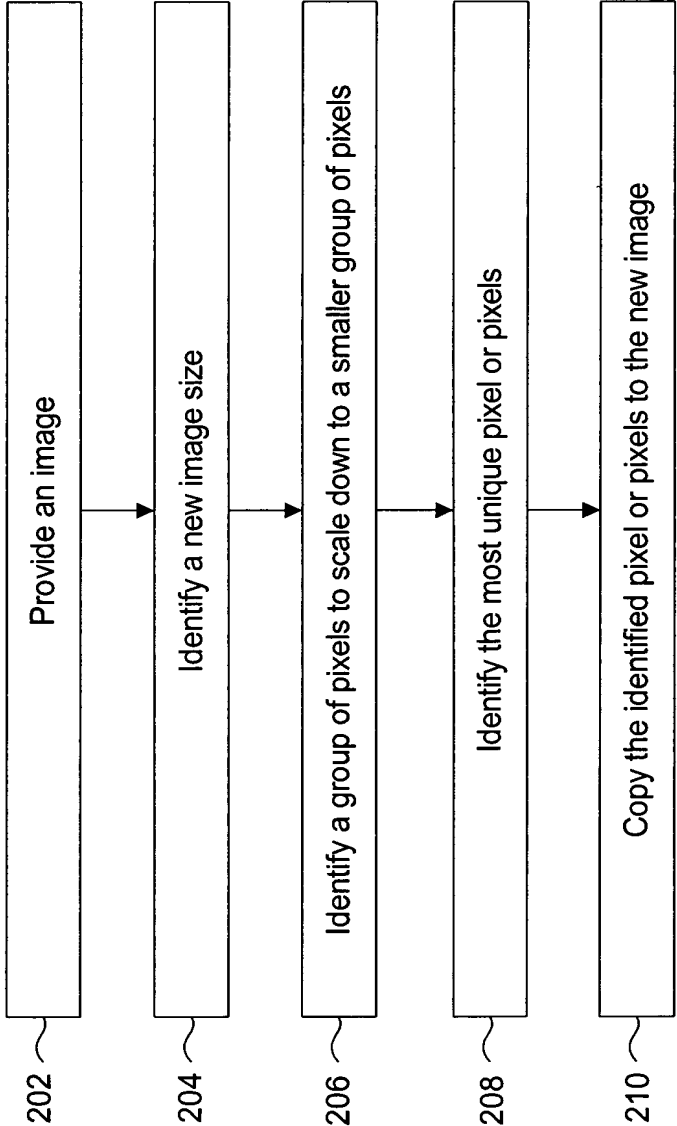 202
Provide an image
204
Identify a new image size
206
Identify a group of pixels to scale down to a smaller group of pixels
208
Identify the most unique pixel or pixels
210
Copy the identified pixel or pixels to the new image